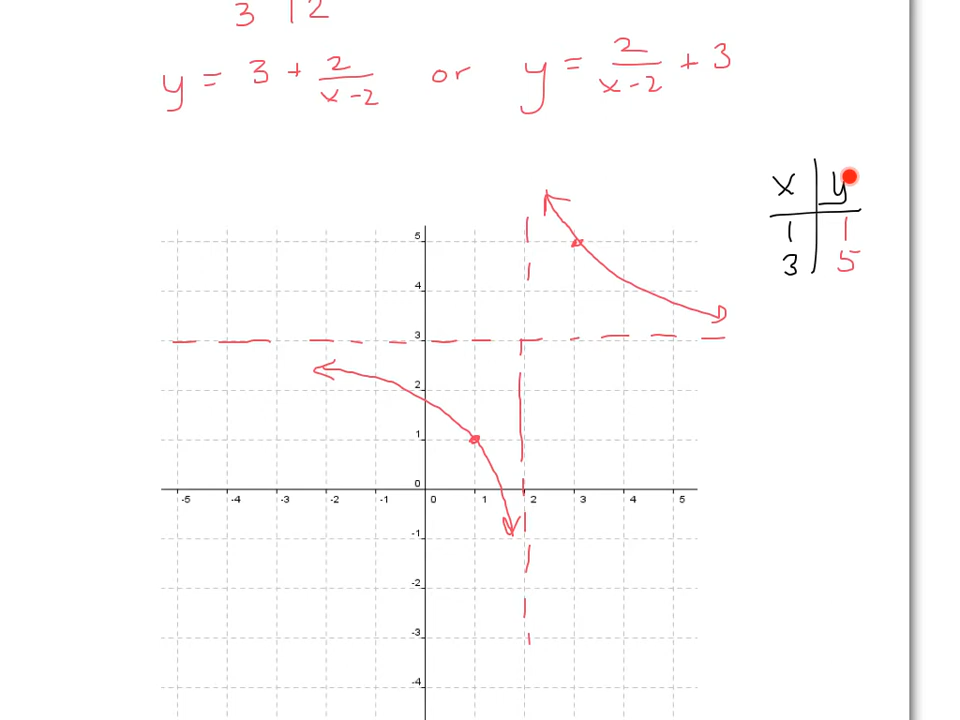 3 | 2
y = 3 + 2/(x-2) or y = 2/(x-2) + 3
x | y
1 | 1
3 | 5
5
4
3
2
1
0
-5 -4 -3 -2 -1 0 1 2 3 4 5
-1
-2
-3
-4